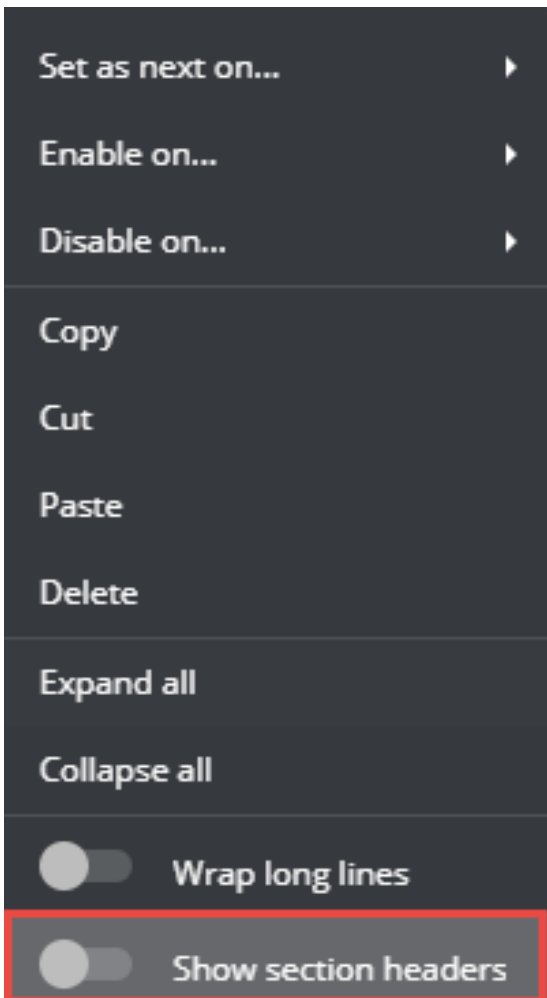 Set as next on...
Enable on...
Disable on...
Copy
Cut
Paste
Delete
Expand all
Collapse all
Wrap long lines
Show section headers